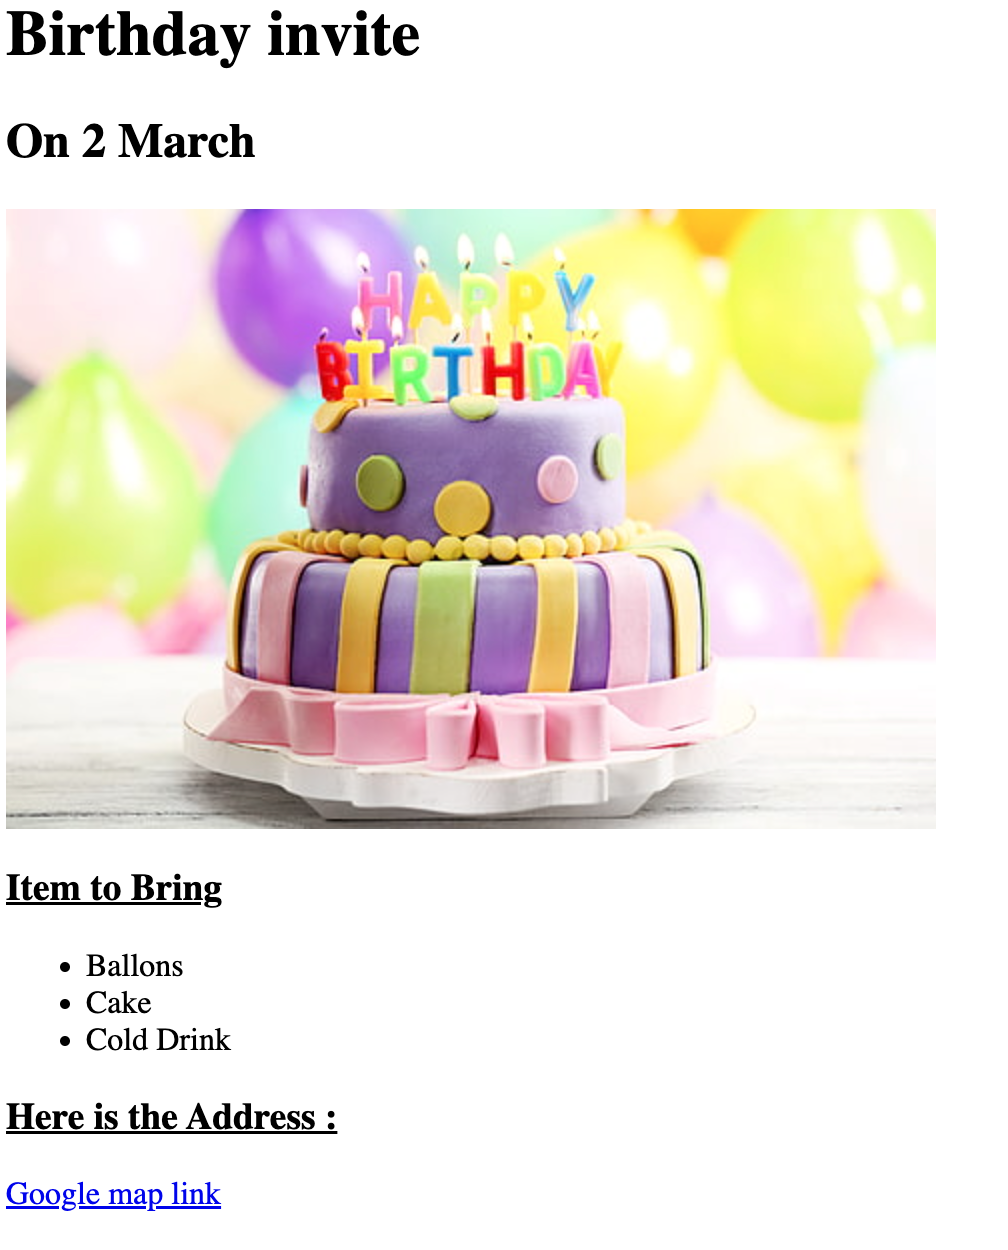 Birthday invite
On 2 March
HAPPY
BIRTHDAY
Item to Bring
Ballons
Cake
Cold Drink
Here is the Address :
Google map link